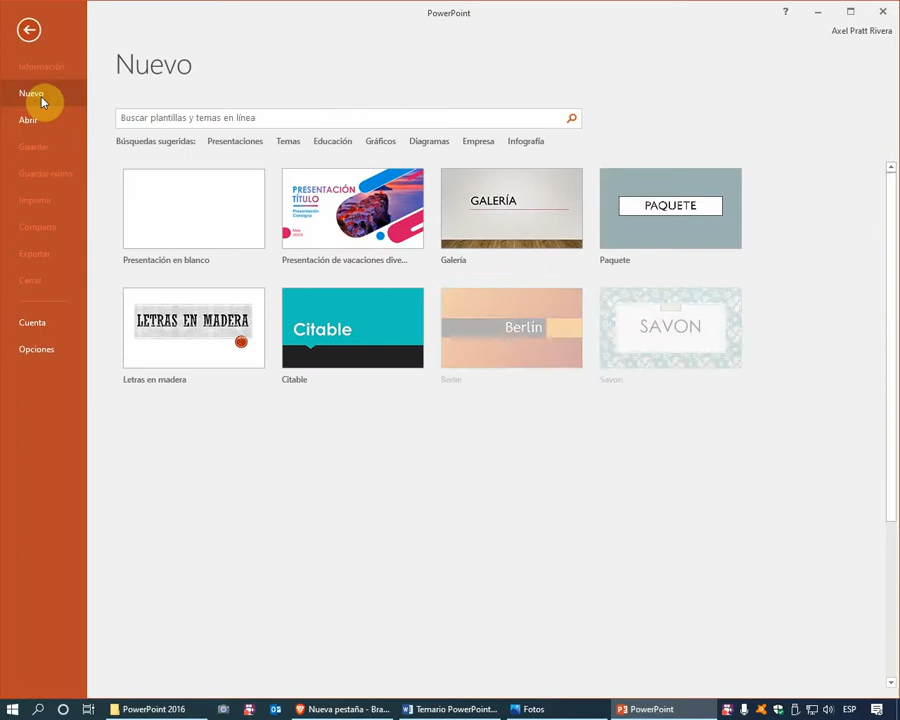 PowerPoint
?
Axel Pratt Rivera
Información
Nuevo
Abrir
Guardar
Guardar como
Imprimir
Compartir
Exportar
Cerrar
Cuenta
Opciones
Nuevo
Buscar plantillas y temas en línea
Búsquedas sugeridas: Presentaciones Temas Educación Gráficos Diagramas Empresa Infografía
PRESENTACIÓN
TÍTULO
Presentación
Consigna
GALERÍA
PAQUETE
Presentación en blanco
Presentación de vacaciones dive...
Galería
Paquete
LETRAS EN MADERA
Citable
Berlín
SAVON
Letras en madera
Citable
Berlín
Savon
PowerPoint 2016
Nueva pestaña - Bra...
Temario PowerPoint...
Fotos
PowerPoint
ESP